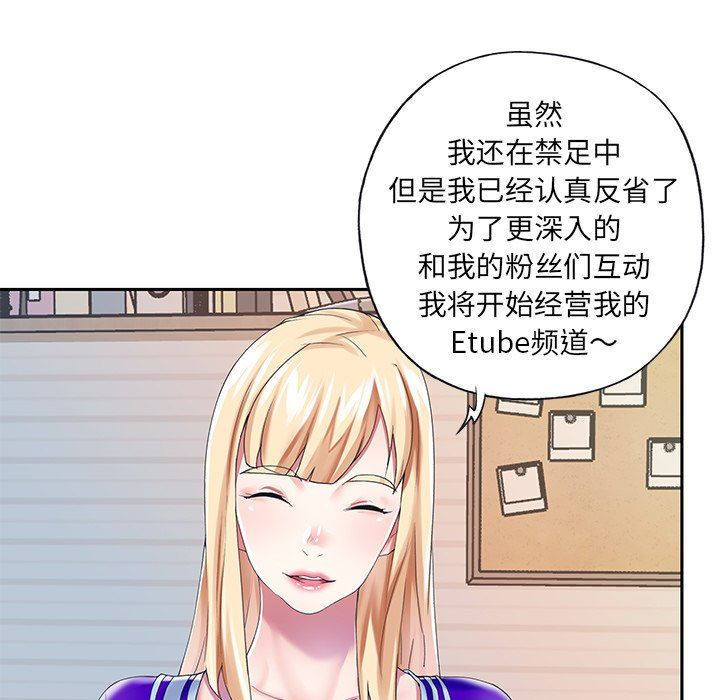 虽然
我还在禁足中
但是我已经认真反省了
为了更深入的
和我的粉丝们互动
我将开始经营我的
Etube频道～